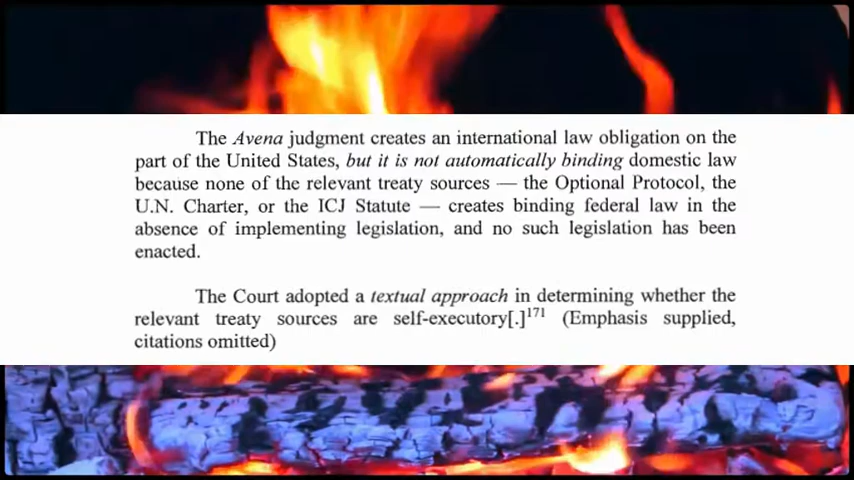 The Avena judgment creates an international law obligation on the
part of the United States, but it is not automatically binding domestic law
because none of the relevant treaty sources — the Optional Protocol, the
U.N. Charter, or the ICJ Statute — creates binding federal law in the
absence of implementing legislation, and no such legislation has been
enacted.
The Court adopted a textual approach in determining whether the
relevant treaty sources are self-executory[.]171 (Emphasis supplied,
citations omitted)